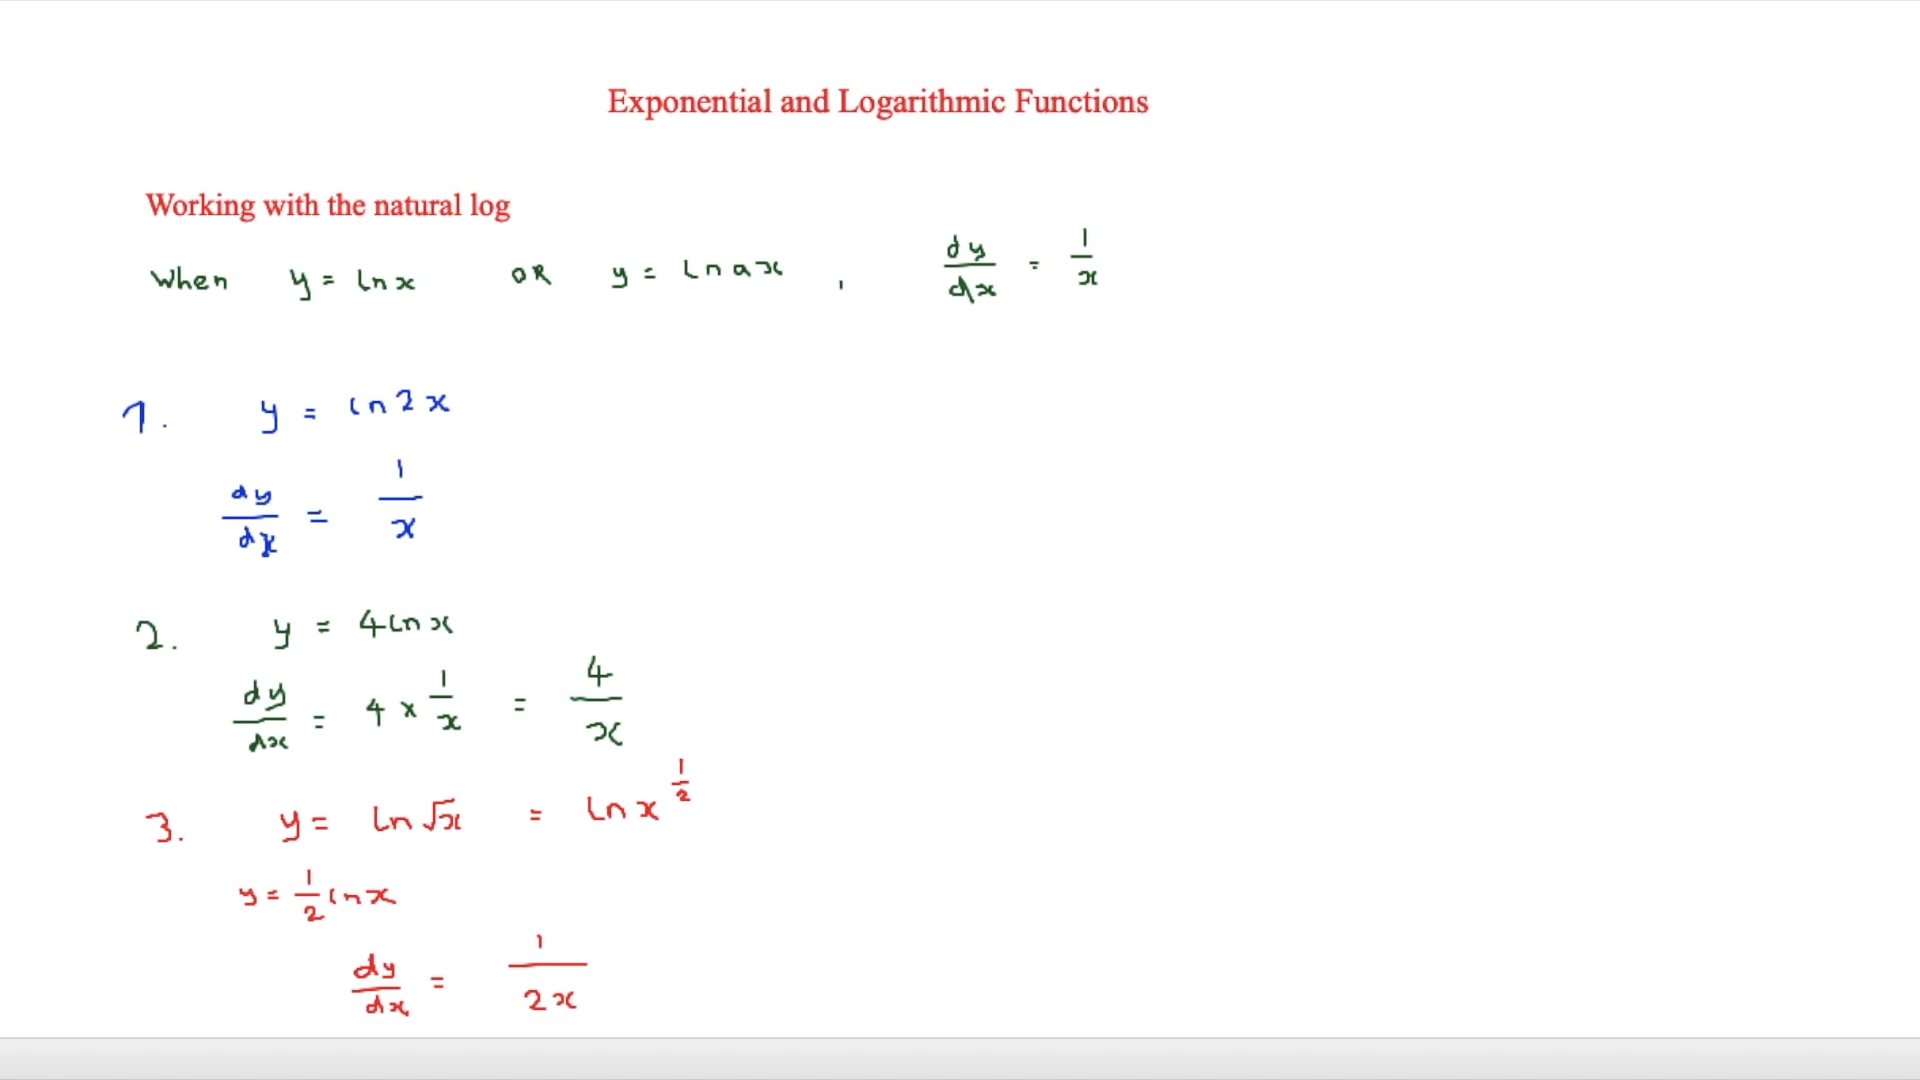 Exponential and Logarithmic Functions
Working with the natural log
When y = ln x OR y = ln ax , dy/dx = 1/x
1. y = ln 2x
dy/dx = 1/x
2. y = 4 ln x
dy/dx = 4 × 1/x = 4/x
3. y = ln √x = ln x^(1/2)
y = 1/2 ln x
dy/dx = 1/2x